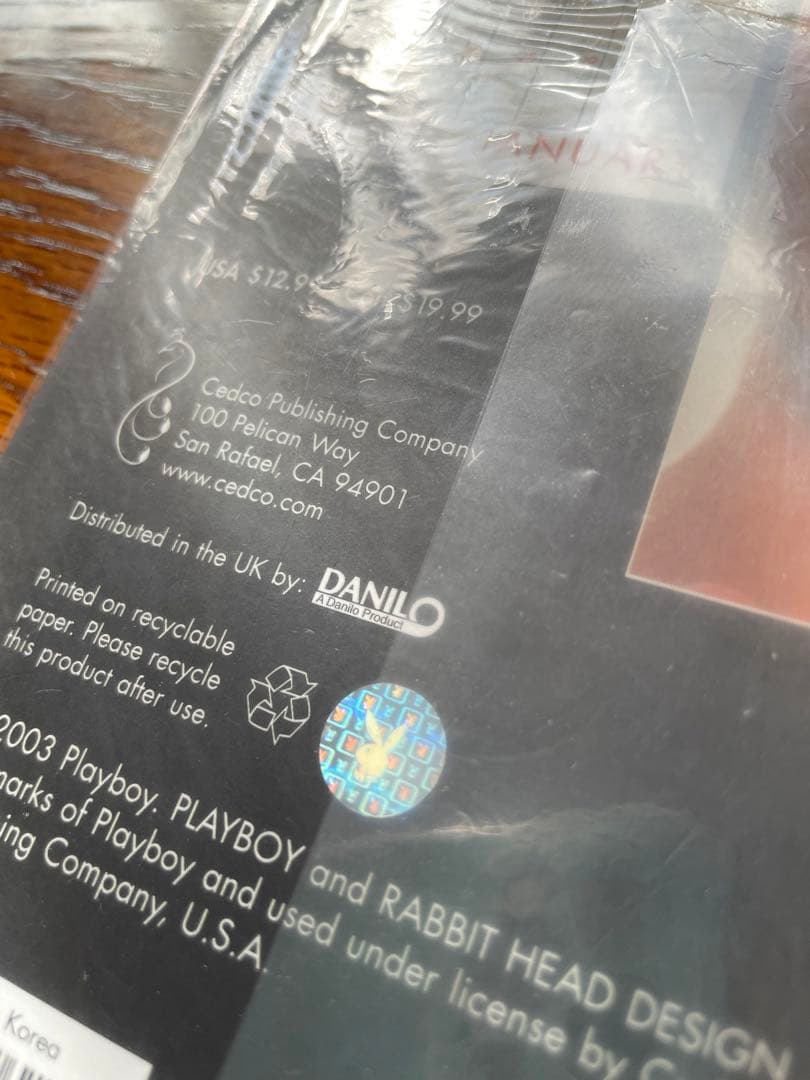 JANUAR
USA $12.9
$19.99
Cedco Publishing Company
100 Pelican Way
San Rafael, CA 94901
www.cedco.com
Distributed in the UK by: DANILO
A Danilo Product
Printed on recyclable
paper. Please recycle
this product after use.
2003 Playboy. PLAYBOY and RABBIT HEAD DESIGN
marks of Playboy and used under license by C
ing Company, U.S.A.
Korea